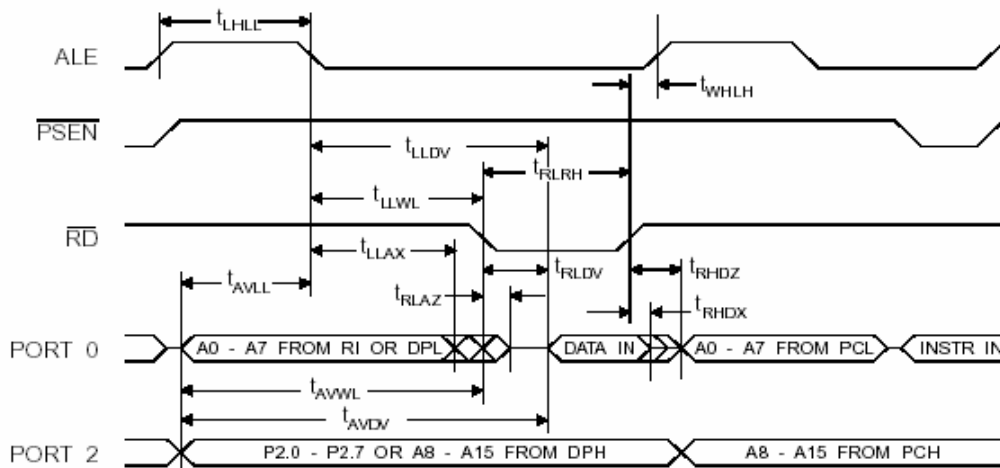 tLHLL
ALE
tWHLH
PSEN
tLLDV
tRLRH
tLLWL
RD
tLLAX
tRLDV
tRHDZ
tAVLL
tRLAZ
tRHDX
PORT 0
A0 - A7 FROM RI OR DPL
DATA IN
A0 - A7 FROM PCL
INSTR IN
tAVWL
tAVDV
PORT 2
P2.0 - P2.7 OR A8 - A15 FROM DPH
A8 - A15 FROM PCH